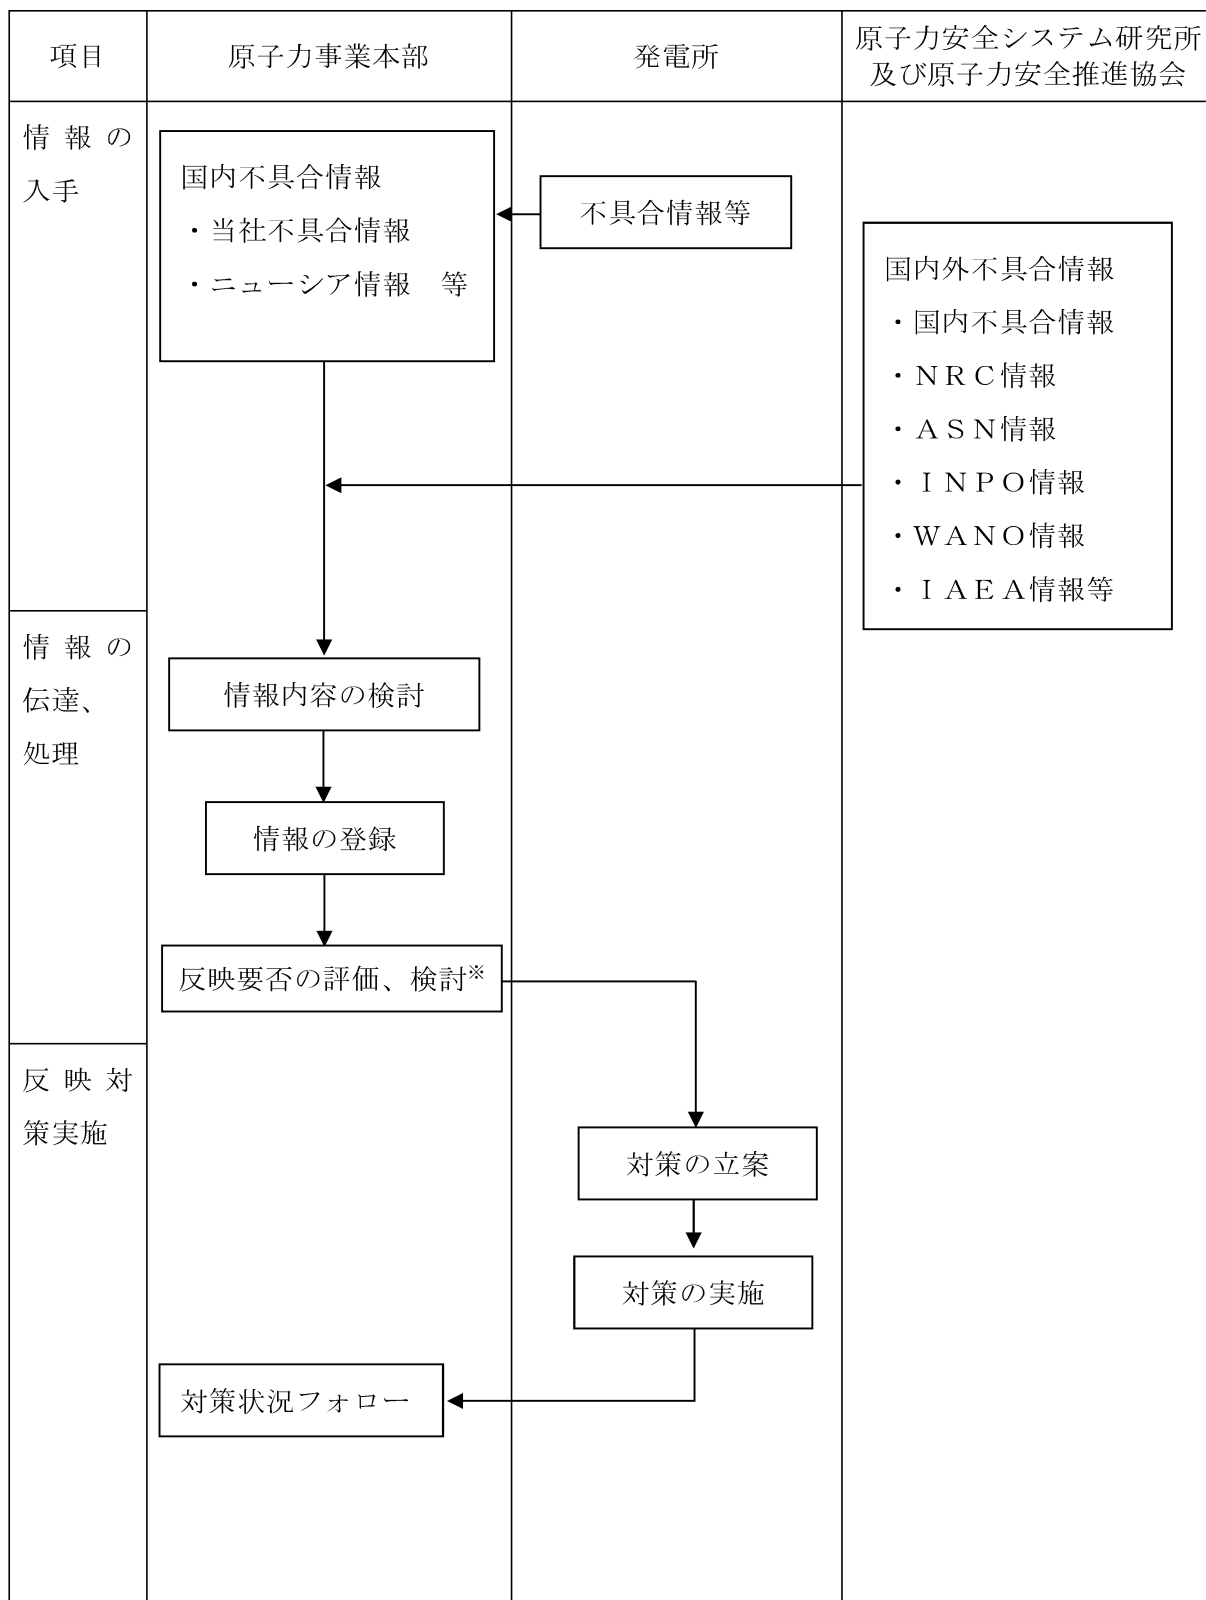 項目
原子力事業本部
発電所
原子力安全システム研究所
及び原子力安全推進協会
情報の
入手
国内不具合情報
・当社不具合情報
・ニューシア情報　等
不具合情報等
国内外不具合情報
・国内不具合情報
・ＮＲＣ情報
・ＡＳＮ情報
・ＩＮＰＯ情報
・ＷＡＮＯ情報
・ＩＡＥＡ情報等
情報の
伝達、
処理
情報内容の検討
情報の登録
反映要否の評価、検討※
反映対
策実施
対策の立案
対策の実施
対策状況フォロー